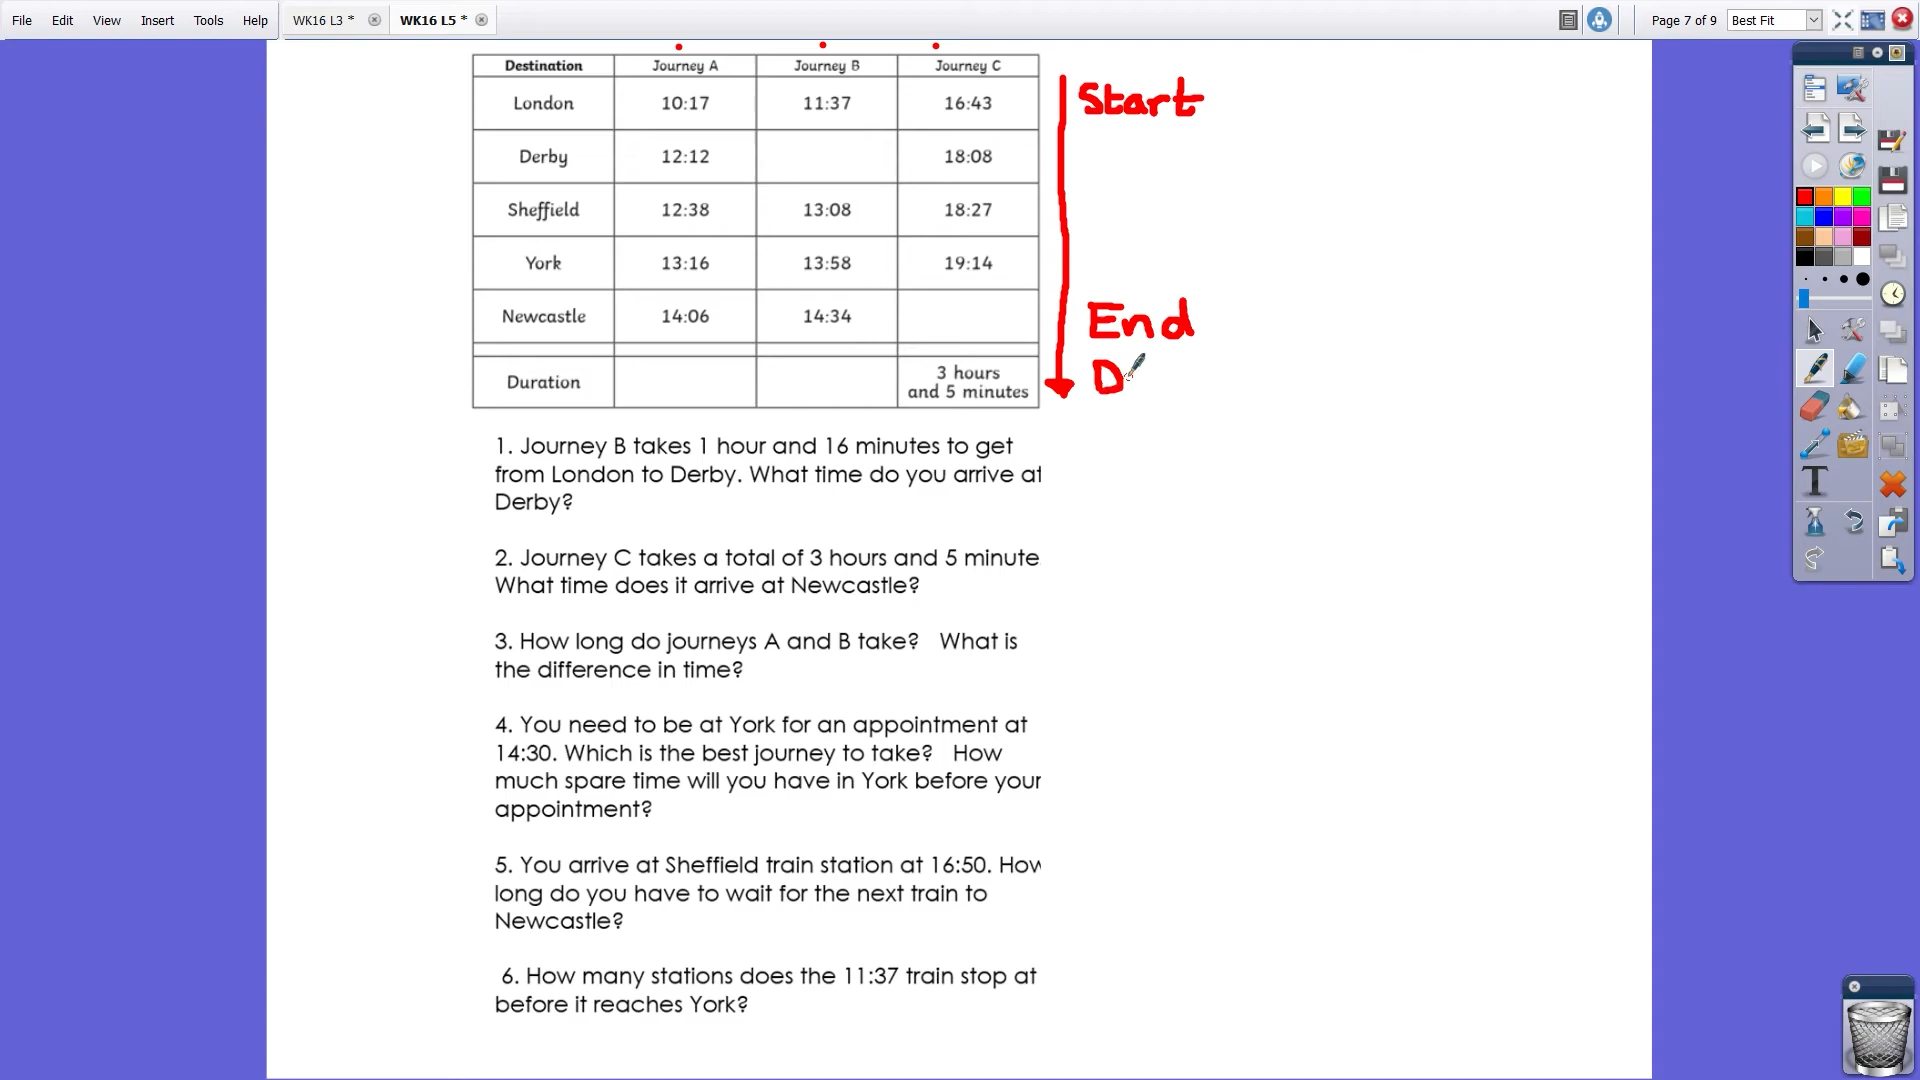 File Edit View Insert Tools Help WK16 L3 * WK16 L5 * Page 7 of 9 Best Fit
Destination Journey A Journey B Journey C
London 10:17 11:37 16:43 Start
Derby 12:12 18:08
Sheffield 12:38 13:08 18:27
York 13:16 13:58 19:14
Newcastle 14:06 14:34 End
Duration 3 hours and 5 minutes D
1. Journey B takes 1 hour and 16 minutes to get
from London to Derby. What time do you arrive at
Derby?
2. Journey C takes a total of 3 hours and 5 minute
What time does it arrive at Newcastle?
3. How long do journeys A and B take? What is
the difference in time?
4. You need to be at York for an appointment at
14:30. Which is the best journey to take? How
much spare time will you have in York before your
appointment?
5. You arrive at Sheffield train station at 16:50. How
long do you have to wait for the next train to
Newcastle?
6. How many stations does the 11:37 train stop at
before it reaches York?
T